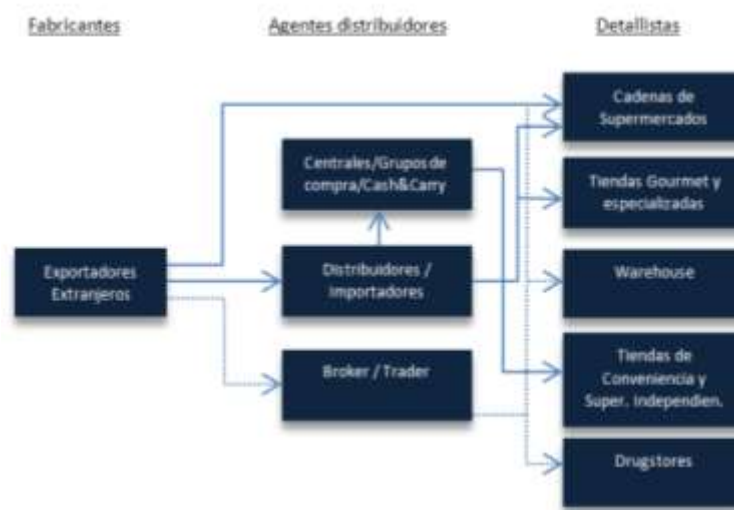 Fabricantes
Agentes distribuidores
Detallistas
Cadenas de
Supermercados
Centrales/Grupos de
compra/Cash&Carry
Tiendas Gourmet y
especializadas
Exportadores
Extranjeros
Distribuidores /
Importadores
Warehouse
Broker / Trader
Tiendas de
Conveniencia y
Super. Independien.
Drugstores